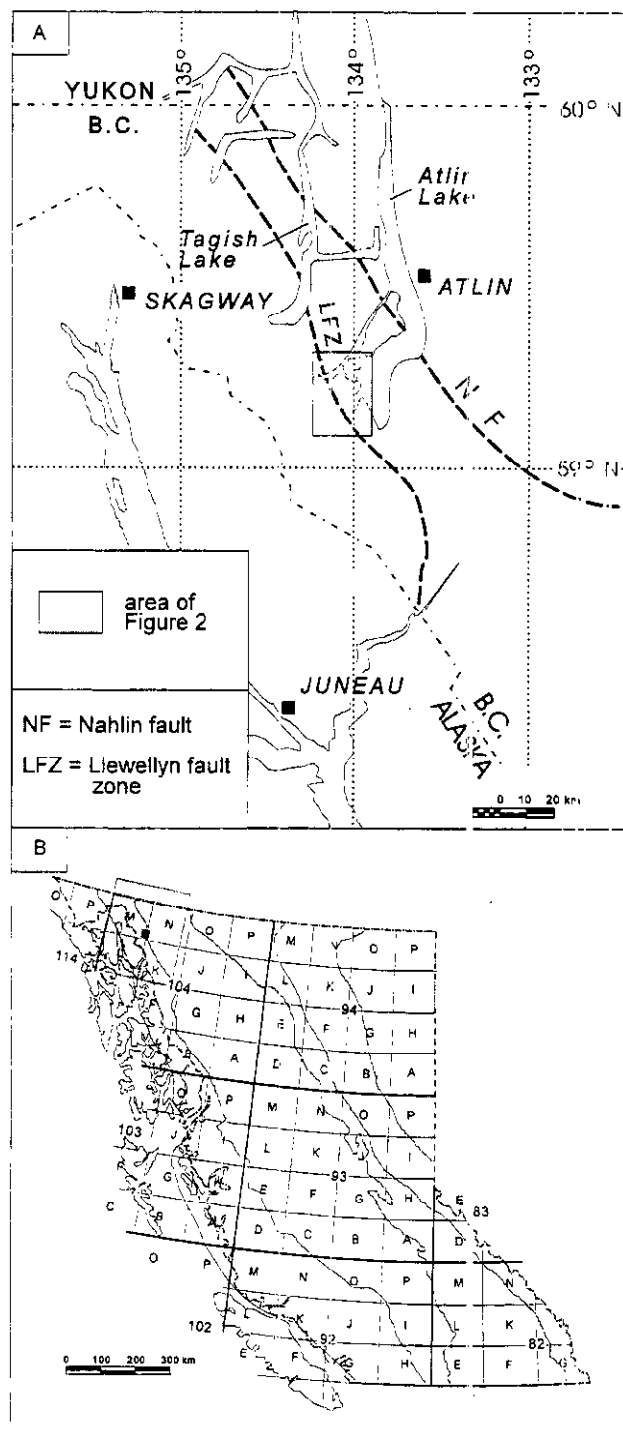 A
135°
134°
133°
YUKON
B.C.
60° N
Atlin
Lake
Tagish
Lake
SKAGWAY
ATLIN
LFZ
N F
59° N
area of
Figure 2
JUNEAU
NF = Nahlin fault
LFZ = Llewellyn fault
zone
B.C.
ALASKA
0 10 20 km
B
O P M N O P M O P
114
104
J L K J I
94
G H E F G H
A D C B A
O P M N O P
103
J L K I
93
G E F G H E
83
C B D C B A D
O P M N O P M N
102
L K J I L K
92
82
E F G H E F G
0 100 200 300 km